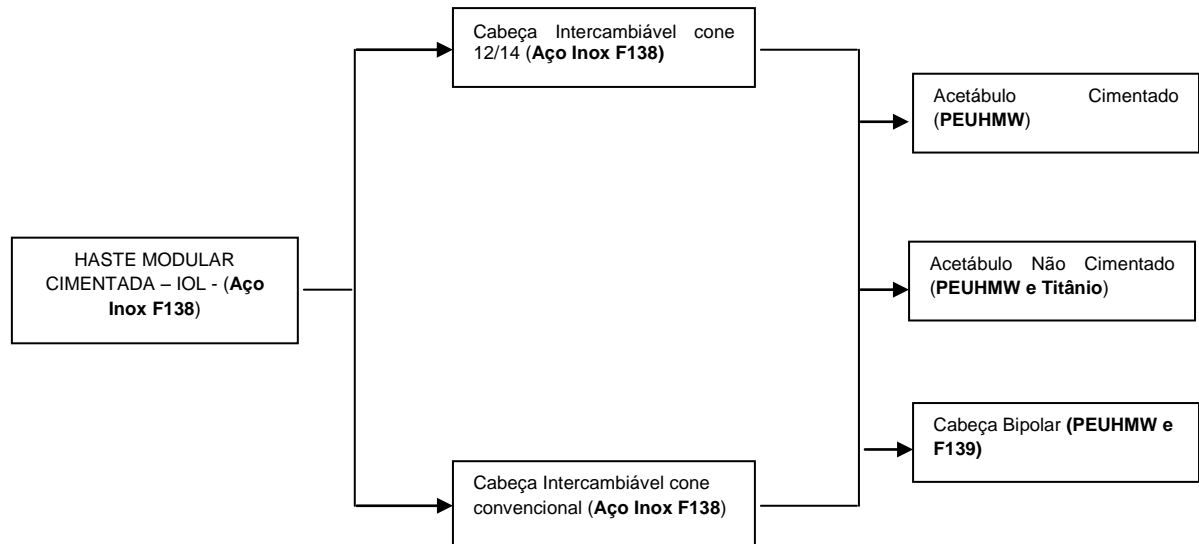 Cabeça Intercambiável cone
12/14 (Aço Inox F138)
Acetábulo Cimentado
(PEUHMW)
HASTE MODULAR
CIMENTADA – IOL - (Aço
Inox F138)
Acetábulo Não Cimentado
(PEUHMW e Titânio)
Cabeça Bipolar (PEUHMW e
F139)
Cabeça Intercambiável cone
convencional (Aço Inox F138)